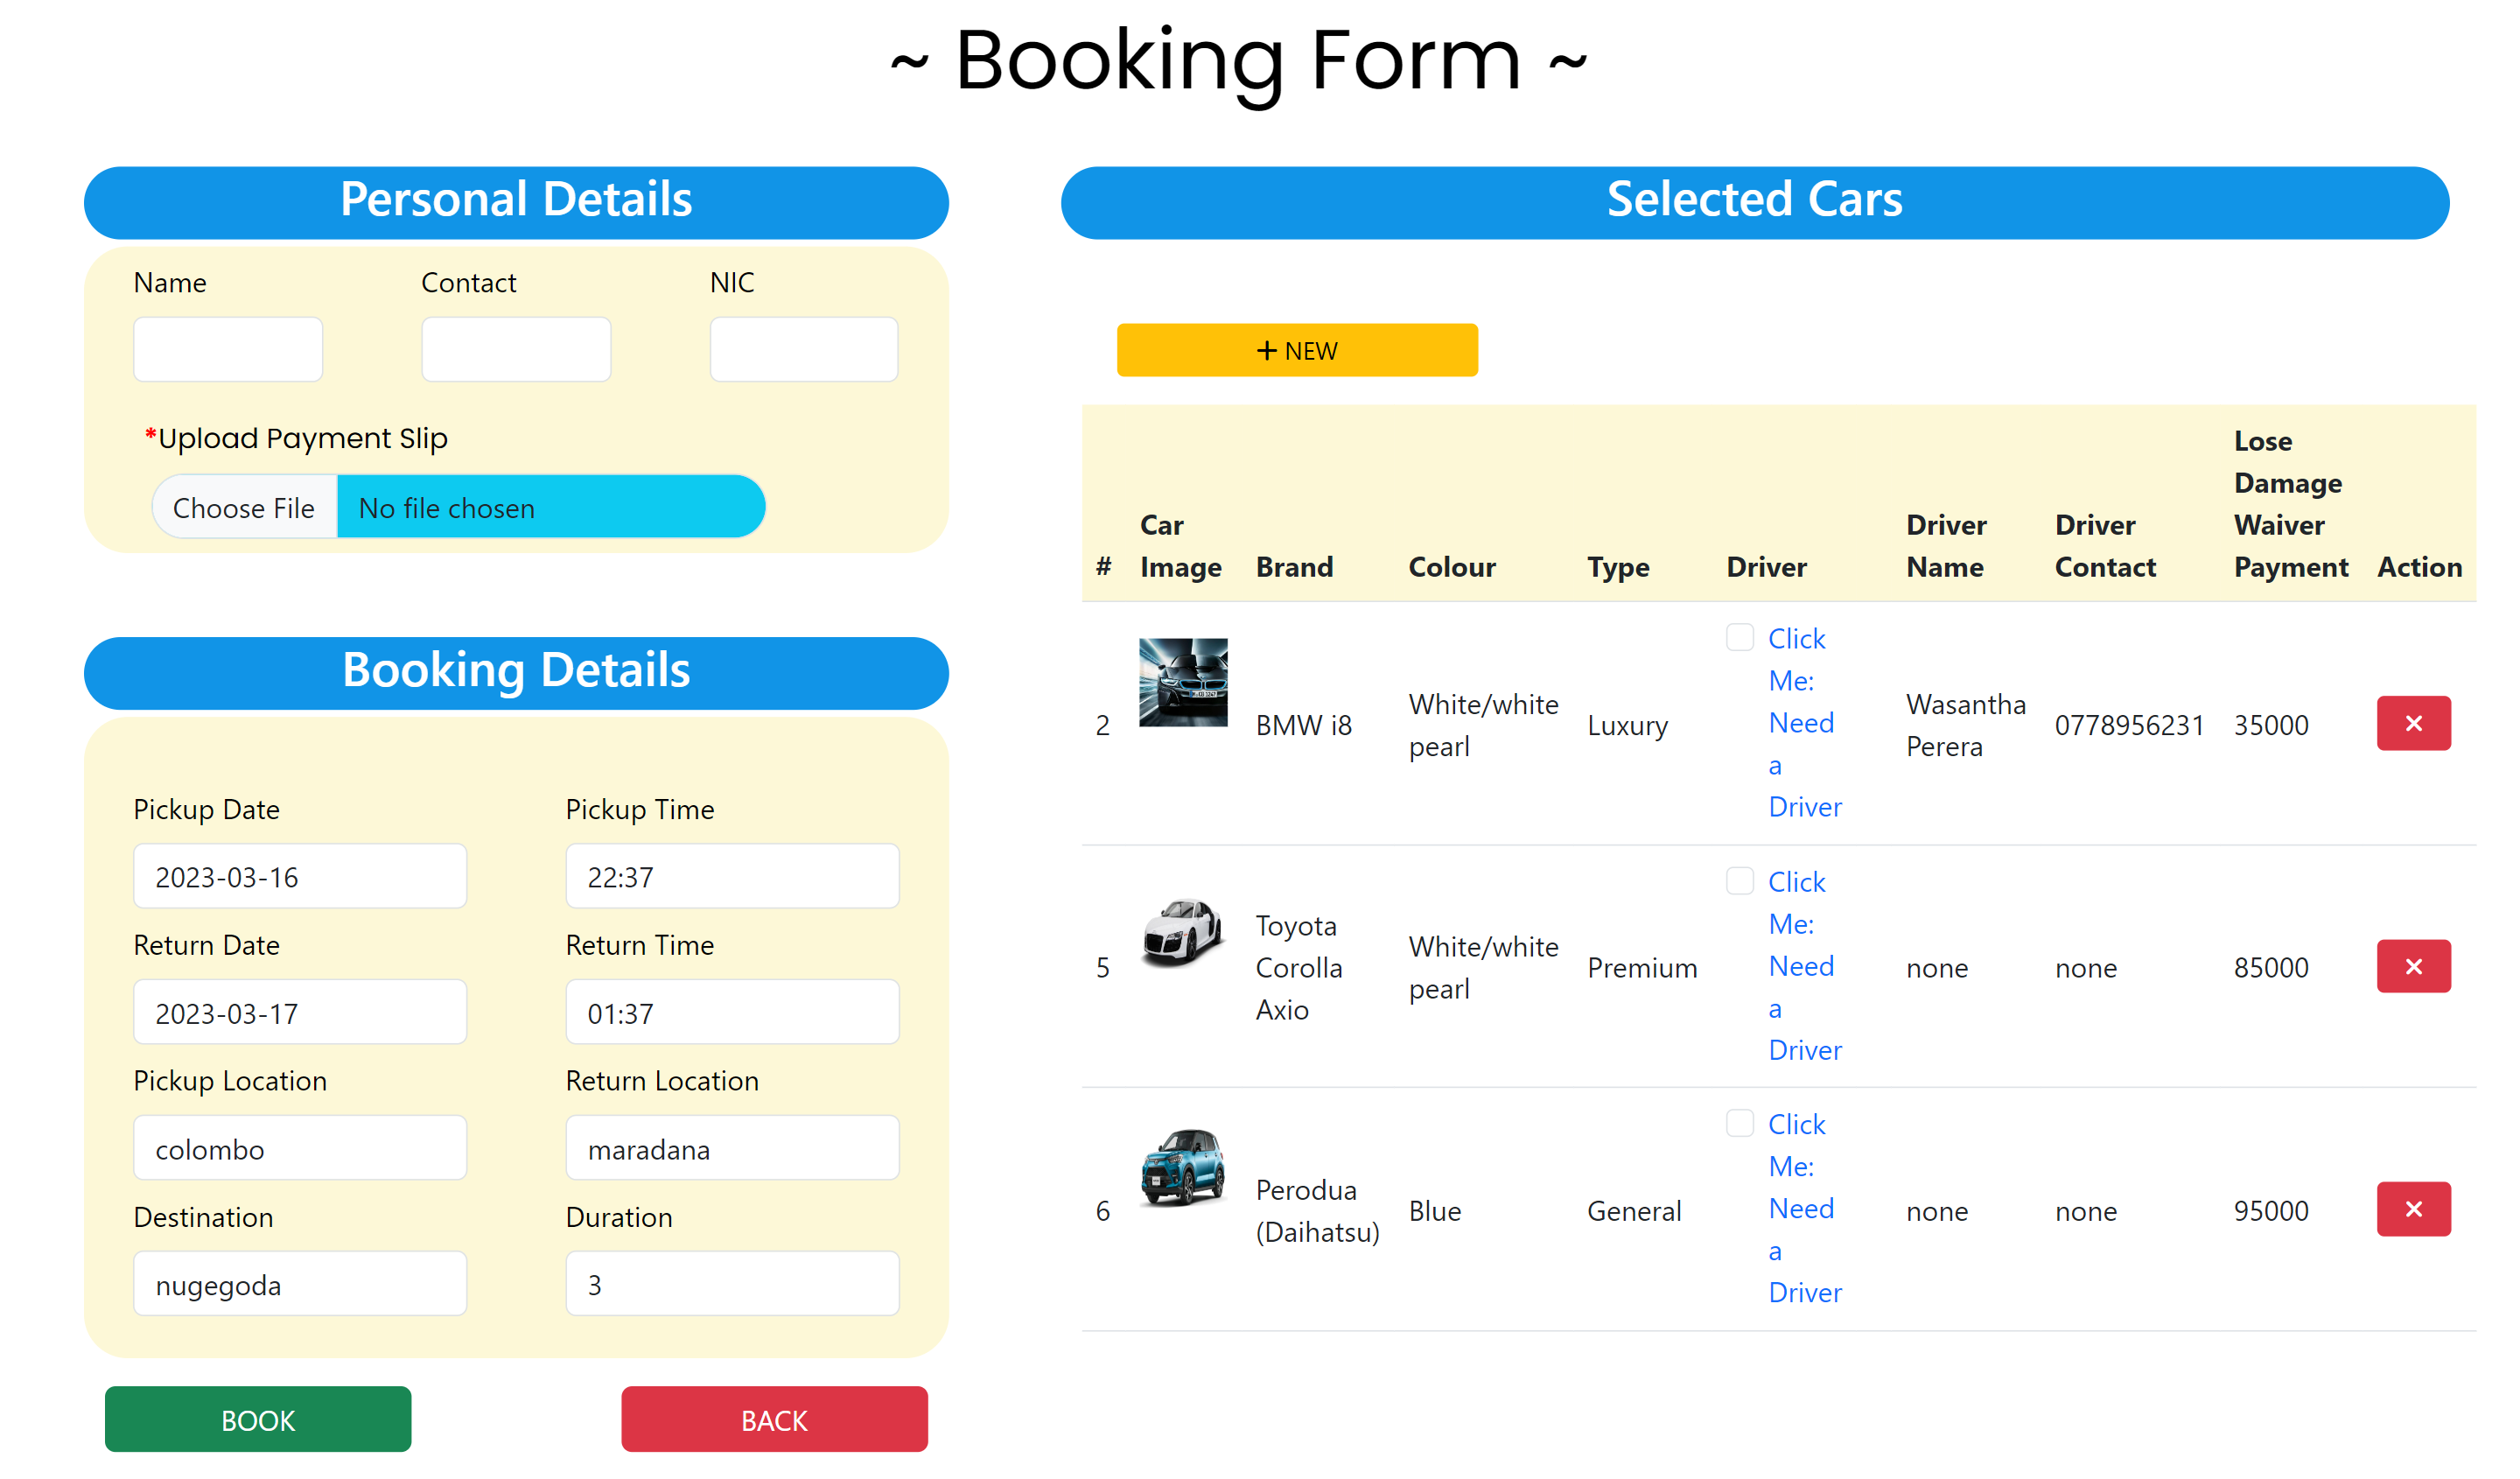 ~ Booking Form ~
Personal Details
Name Contact NIC
*Upload Payment Slip
Choose File No file chosen
Booking Details
Pickup Date Pickup Time
2023-03-16 22:37
Return Date Return Time
2023-03-17 01:37
Pickup Location Return Location
colombo maradana
Destination Duration
nugegoda 3
BOOK BACK
Selected Cars
+ NEW
# Car Image Brand Colour Type Driver Driver Name Driver Contact Lose Damage Waiver Payment Action
2 BMW i8 White/white pearl Luxury Click Me: Need a Driver Wasantha Perera 0778956231 35000 ×
5 Toyota Corolla Axio White/white pearl Premium Click Me: Need a Driver none none 85000 ×
6 Perodua (Daihatsu) Blue General Click Me: Need a Driver none none 95000 ×